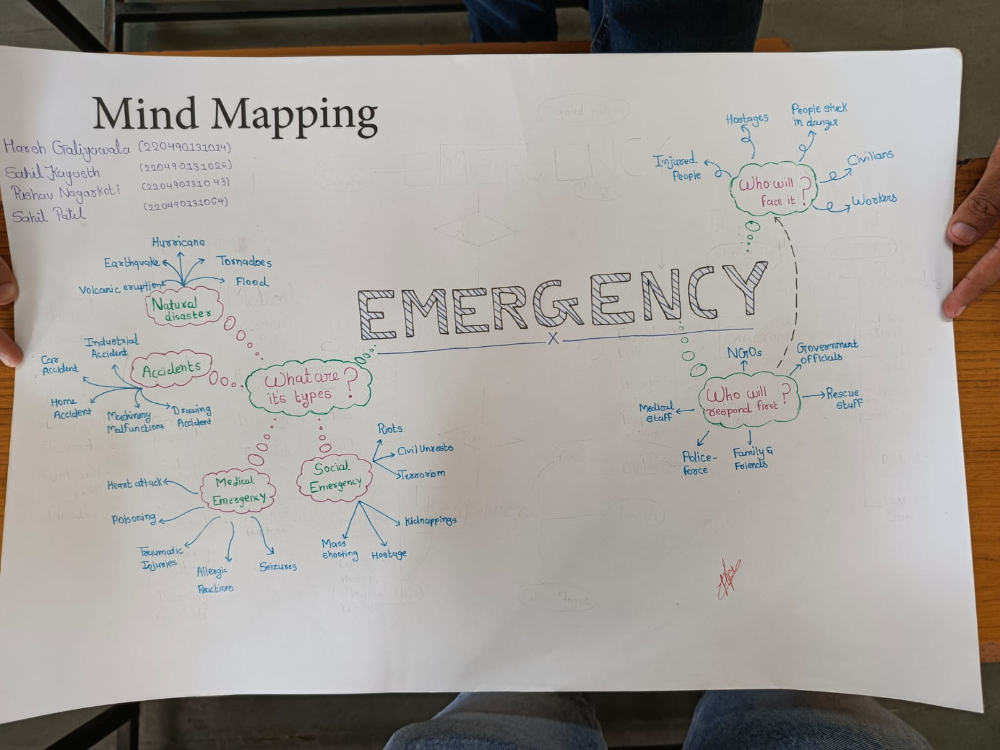 Mind Mapping
Harsh Galiyawala (220490131014)
Sahil Kayasth (220490131026)
Rishav Nagarkoti (220490131043)
Sahil Patel (220490131064)
EMERGENCY
x
What are it's types ?
Natural disaster
Hurricane
Earthquake
Tornadoes
Volcanic eruption
Flood
Accidents
Industrial Accident
Car Accident
Home Accident
Machinery Malfunctions
Drawing Accident
Medical Emergency
Heart attack
Poisoning
Traumatic Injuries
Allergic Reactions
Seizures
Social Emergency
Riots
Civil Unrests
Terrorism
Kidnappings
Mass shooting
Hostage
Who will face it ?
Hostages
People stuck in danger
Injured People
Civilians
Workers
Who will respond first ?
NGOs
Government officials
Medical staff
Rescue staff
Police-force
Family & Friends